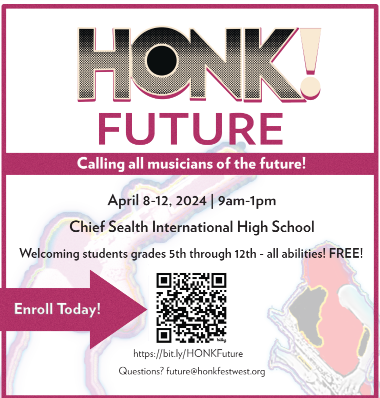 HONK!
FUTURE
Calling all musicians of the future!
April 8-12, 2024 | 9am-1pm
Chief Sealth International High School
Welcoming students grades 5th through 12th - all abilities! FREE!
Enroll Today!
https://bit.ly/HONKFuture
Questions? future@honkfestwest.org